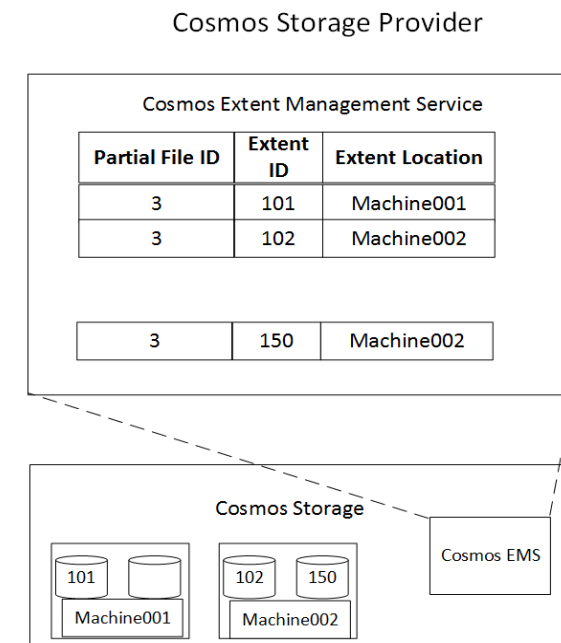 Cosmos Storage Provider
Cosmos Extent Management Service
Partial File ID Extent ID Extent Location
3 101 Machine001
3 102 Machine002
3 150 Machine002
Cosmos Storage
Cosmos EMS
101 102 150
Machine001 Machine002